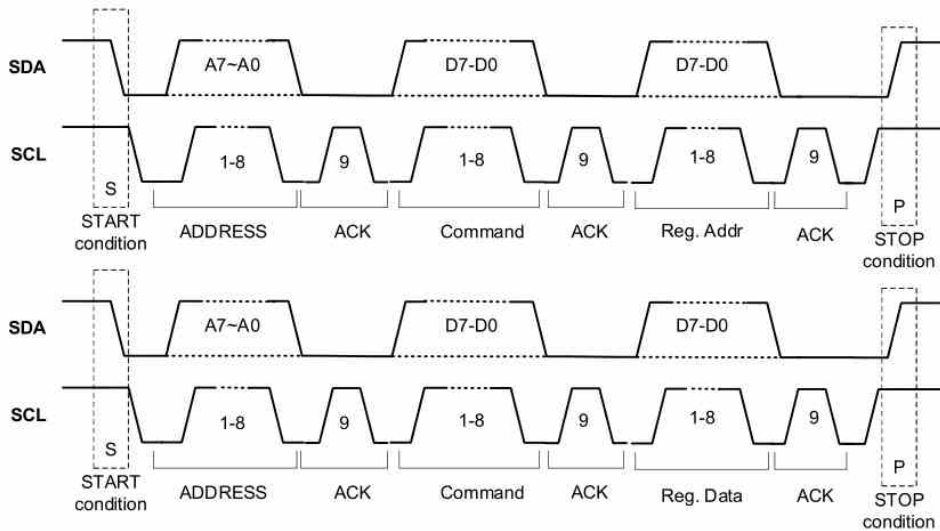 SDA A7~A0 D7-D0 D7-D0
SCL 1-8 9 1-8 9 1-8 9
S P
START condition ADDRESS ACK Command ACK Reg. Addr ACK STOP condition
SDA A7~A0 D7-D0 D7-D0
SCL 1-8 9 1-8 9 1-8 9
S P
START condition ADDRESS ACK Command ACK Reg. Data ACK STOP condition